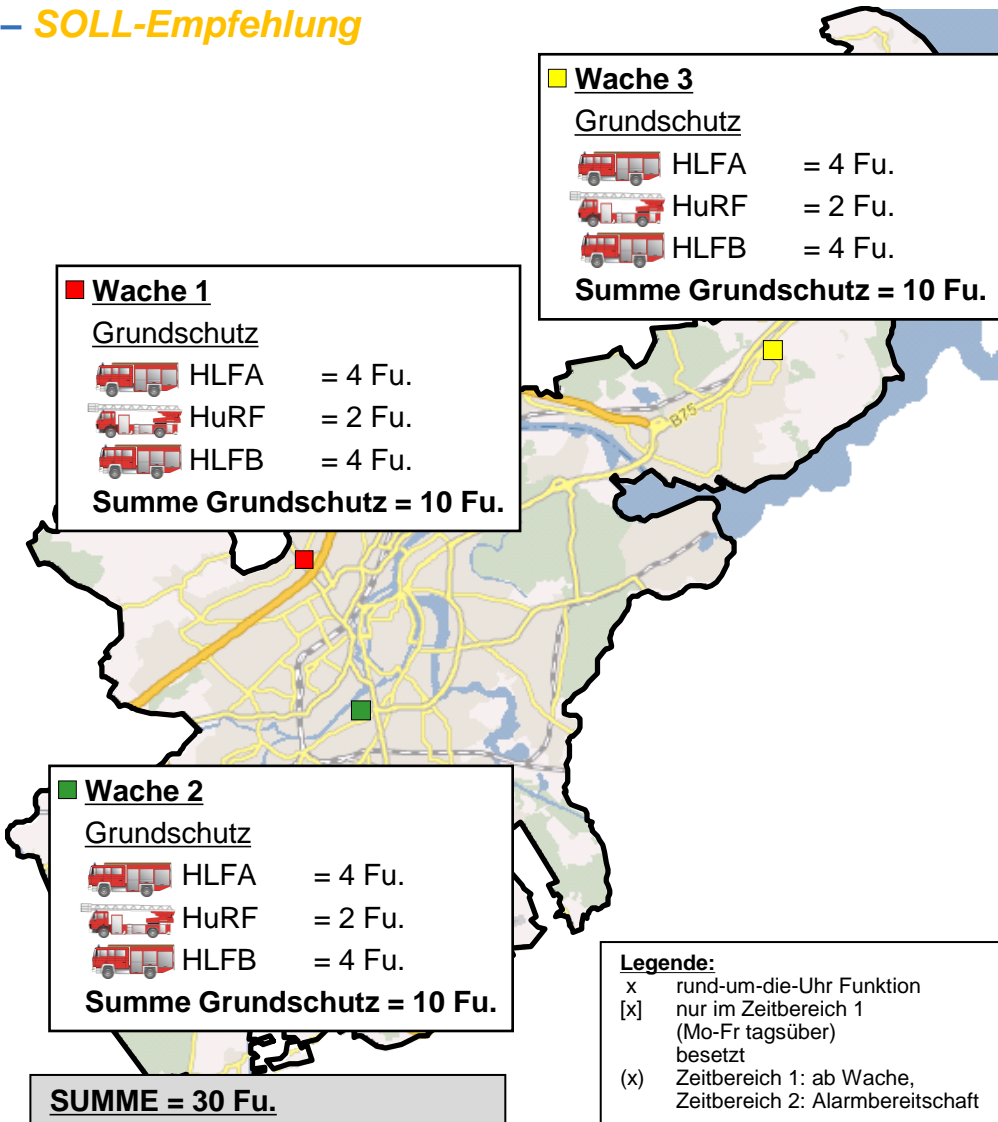 – SOLL-Empfehlung
Wache 3
Grundschutz
HLFA = 4 Fu.
HuRF = 2 Fu.
HLFB = 4 Fu.
Summe Grundschutz = 10 Fu.
Wache 1
Grundschutz
HLFA = 4 Fu.
HuRF = 2 Fu.
HLFB = 4 Fu.
Summe Grundschutz = 10 Fu.
B75
Wache 2
Grundschutz
HLFA = 4 Fu.
HuRF = 2 Fu.
HLFB = 4 Fu.
Summe Grundschutz = 10 Fu.
Legende:
x rund-um-die-Uhr Funktion
[x] nur im Zeitbereich 1
(Mo-Fr tagsüber)
besetzt
(x) Zeitbereich 1: ab Wache,
Zeitbereich 2: Alarmbereitschaft
SUMME = 30 Fu.